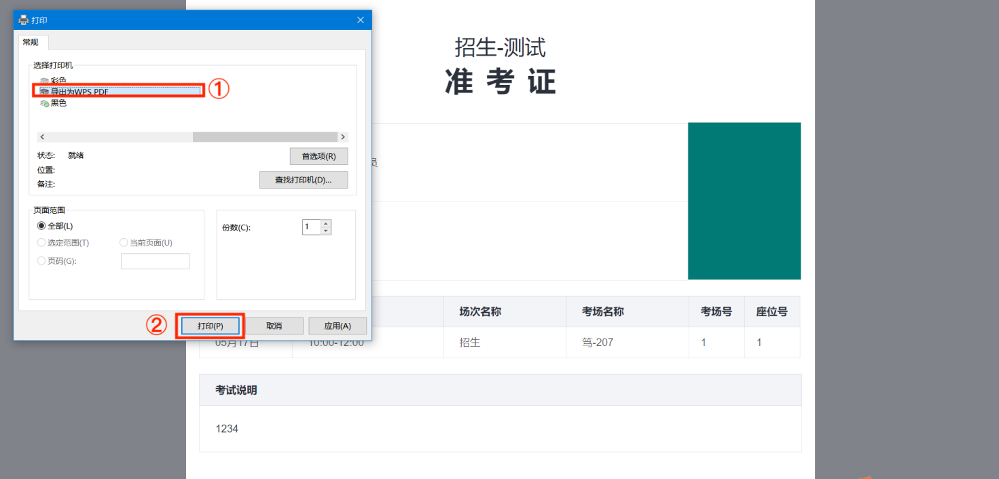 打印
常规
选择打印机
彩色
导出为WPS PDF
①
黑色
状态: 就绪
首选项(R)
位置:
查找打印机(D)...
备注:
页面范围
全部(L)
选定范围(T) 当前页面(U)
页码(G):
份数(C): 1
②
打印(P) 取消 应用(A)
招生-测试
准考证
员
场次名称 考场名称 考场号 座位号
05月17日 10:00-12:00 招生 笃-207 1 1
考试说明
1234